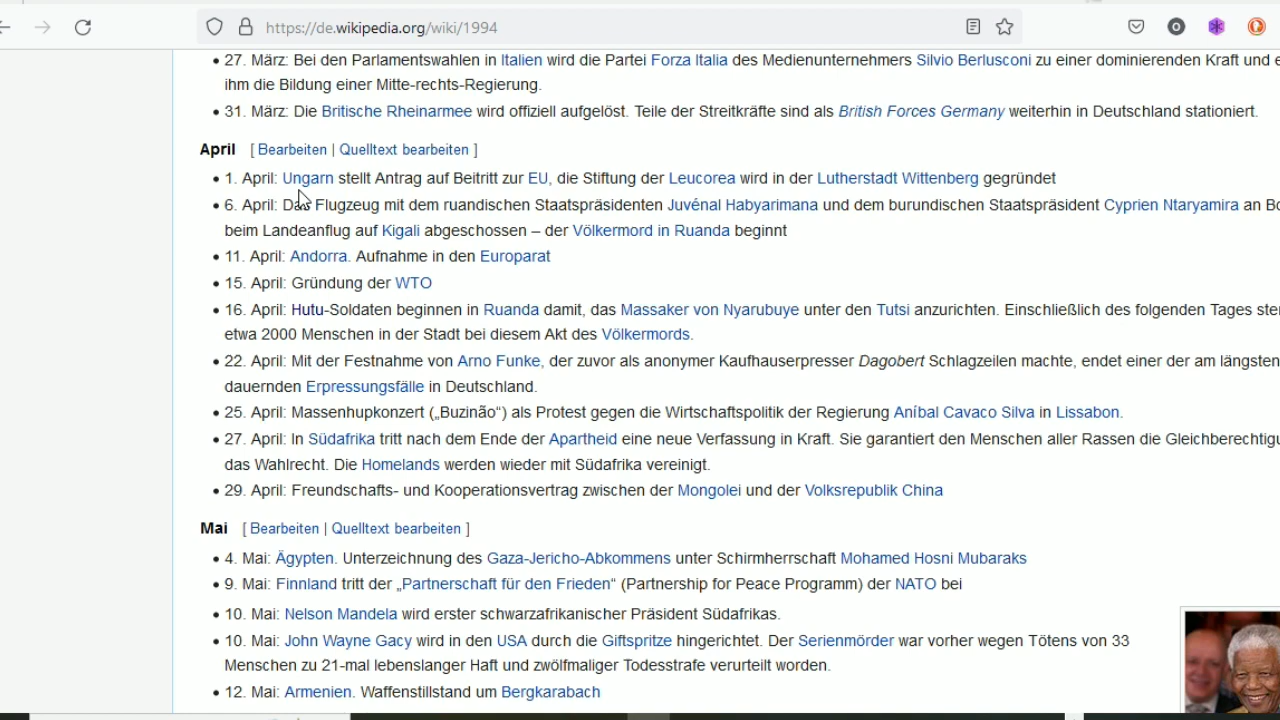 https://de.wikipedia.org/wiki/1994
• 27. März: Bei den Parlamentswahlen in Italien wird die Partei Forza Italia des Medienunternehmers Silvio Berlusconi zu einer dominierenden Kraft und
ihm die Bildung einer Mitte-rechts-Regierung.
• 31. März: Die Britische Rheinarmee wird offiziell aufgelöst. Teile der Streitkräfte sind als British Forces Germany weiterhin in Deutschland stationiert.
April [ Bearbeiten | Quelltext bearbeiten ]
• 1. April: Ungarn stellt Antrag auf Beitritt zur EU, die Stiftung der Leucorea wird in der Lutherstadt Wittenberg gegründet
• 6. April: Das Flugzeug mit dem ruandischen Staatspräsidenten Juvénal Habyarimana und dem burundischen Staatspräsident Cyprien Ntaryamira an
beim Landeanflug auf Kigali abgeschossen – der Völkermord in Ruanda beginnt
• 11. April: Andorra. Aufnahme in den Europarat
• 15. April: Gründung der WTO
• 16. April: Hutu-Soldaten beginnen in Ruanda damit, das Massaker von Nyarubuye unter den Tutsi anzurichten. Einschließlich des folgenden Tages
etwa 2000 Menschen in der Stadt bei diesem Akt des Völkermords.
• 22. April: Mit der Festnahme von Arno Funke, der zuvor als anonymer Kaufhauserpresser Dagobert Schlagzeilen machte, endet einer der am längsten
dauernden Erpressungsfälle in Deutschland.
• 25. April: Massenhupkonzert („Buzinão“) als Protest gegen die Wirtschaftspolitik der Regierung Aníbal Cavaco Silva in Lissabon.
• 27. April: In Südafrika tritt nach dem Ende der Apartheid eine neue Verfassung in Kraft. Sie garantiert den Menschen aller Rassen die
das Wahlrecht. Die Homelands werden wieder mit Südafrika vereinigt.
• 29. April: Freundschafts- und Kooperationsvertrag zwischen der Mongolei und der Volksrepublik China
Mai [ Bearbeiten | Quelltext bearbeiten ]
• 4. Mai: Ägypten. Unterzeichnung des Gaza-Jericho-Abkommens unter Schirmherrschaft Mohamed Hosni Mubaraks
• 9. Mai: Finnland tritt der „Partnerschaft für den Frieden“ (Partnership for Peace Programm) der NATO bei
• 10. Mai: Nelson Mandela wird erster schwarzafrikanischer Präsident Südafrikas.
• 10. Mai: John Wayne Gacy wird in den USA durch die Giftspritze hingerichtet. Der Serienmörder war vorher wegen Tötens von 33
Menschen zu 21-mal lebenslanger Haft und zwölfmaliger Todesstrafe verurteilt worden.
• 12. Mai: Armenien. Waffenstillstand um Bergkarabach